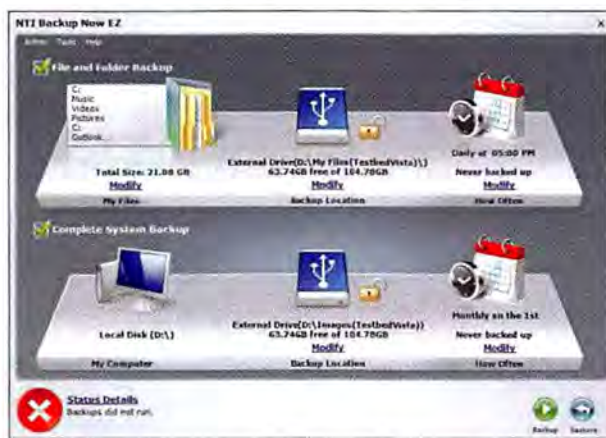 NTI Backup Now EZ
Tools Help
File and Folder Backup
C:
Music
Videos
Pictures
C:
Outlook
Total Size: 21.08 GB
Modify
My Files
External Drive(D:\My Files(TestbedVista)\)
63.74GB free of 104.78GB
Modify
Backup Location
Daily at 05:00 PM
Never backed up
Modify
How Often
Complete System Backup
Local Disk (D:\)
My Computer
External Drive(D:\Images(TestbedVista))
63.74GB free of 104.78GB
Modify
Backup Location
Monthly on the 1st
Never backed up
Modify
How Often
Status Details
Backups did not run.
Backup
Restore